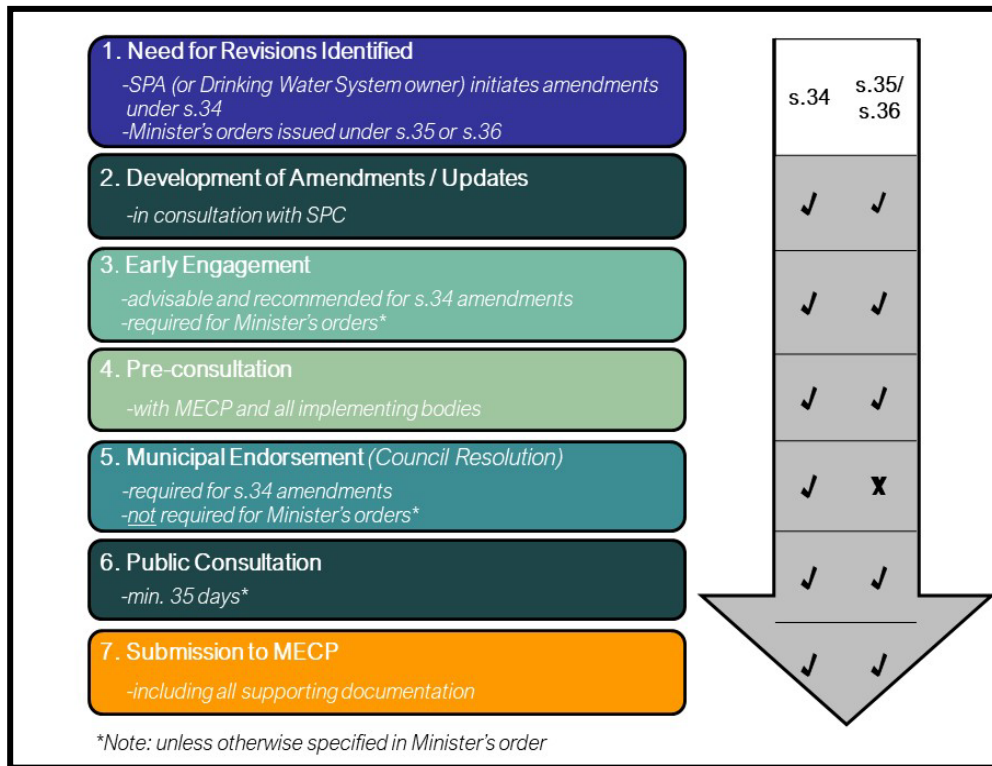 1. Need for Revisions Identified
-SPA (or Drinking Water System owner) initiates amendments
under s.34
-Minister's orders issued under s.35 or s.36
s.34
s.35/
s.36
2. Development of Amendments / Updates
-in consultation with SPC
✓ ✓
3. Early Engagement
-advisable and recommended for s.34 amendments
-required for Minister's orders*
✓ ✓
4. Pre-consultation
-with MECP and all implementing bodies
✓ ✓
5. Municipal Endorsement (Council Resolution)
-required for s.34 amendments
-not required for Minister's orders*
✓ X
6. Public Consultation
-min. 35 days*
✓ ✓
7. Submission to MECP
-including all supporting documentation
✓ ✓
*Note: unless otherwise specified in Minister's order